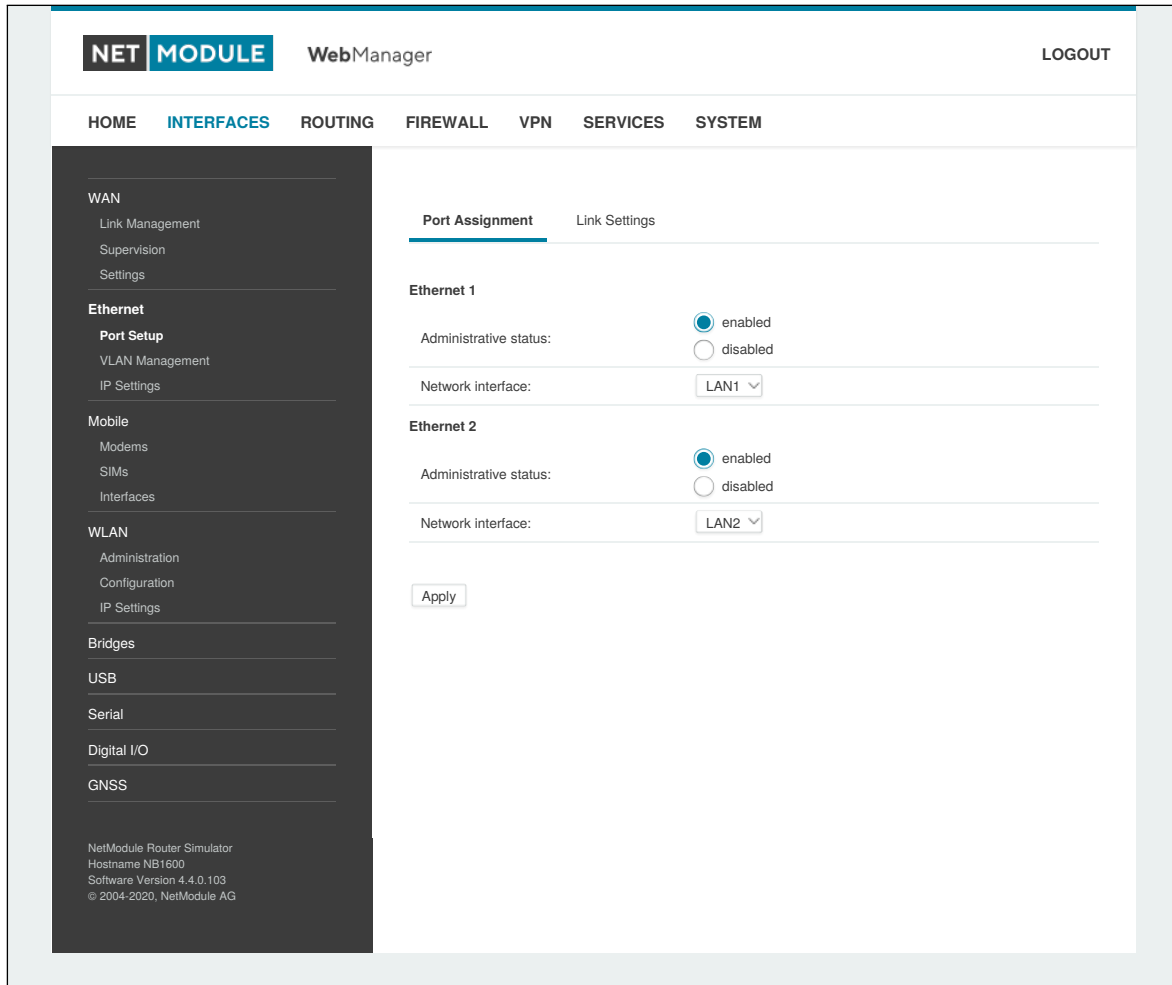 NET MODULE WebManager LOGOUT
HOME INTERFACES ROUTING FIREWALL VPN SERVICES SYSTEM
WAN
Link Management
Supervision
Settings
Ethernet
Port Setup
VLAN Management
IP Settings
Mobile
Modems
SIMs
Interfaces
WLAN
Administration
Configuration
IP Settings
Bridges
USB
Serial
Digital I/O
GNSS
NetModule Router Simulator
Hostname NB1600
Software Version 4.4.0.103
© 2004-2020, NetModule AG
Port Assignment Link Settings
Ethernet 1
Administrative status:
enabled
disabled
Network interface: LAN1
Ethernet 2
Administrative status:
enabled
disabled
Network interface: LAN2
Apply